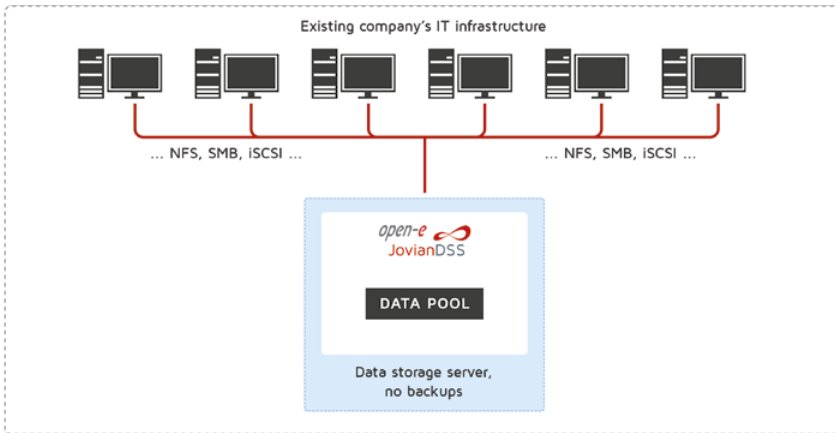 Existing company's IT infrastructure
... NFS, SMB, iSCSI ...
... NFS, SMB, iSCSI ...
open-e
JovianDSS
DATA POOL
Data storage server,
no backups